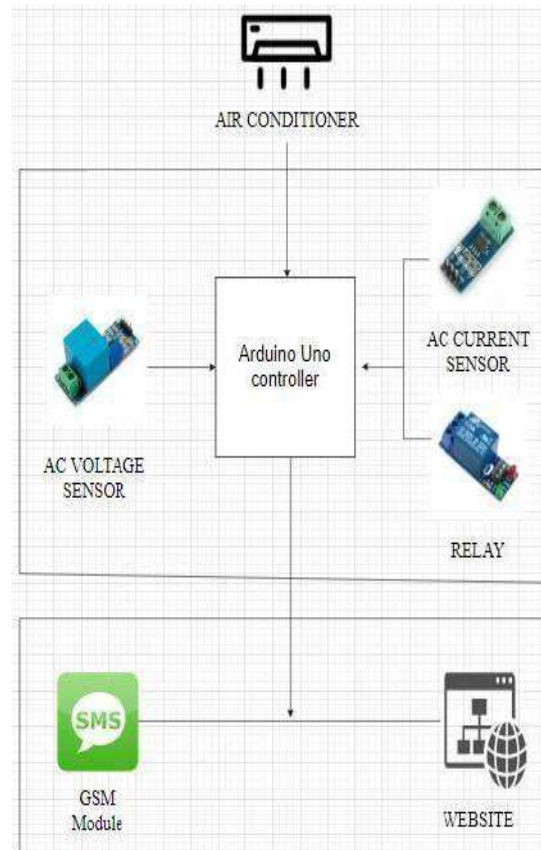 AIR CONDITIONER
Arduino Uno
controller
AC CURRENT
SENSOR
AC VOLTAGE
SENSOR
RELAY
SMS
GSM
Module
WEBSITE